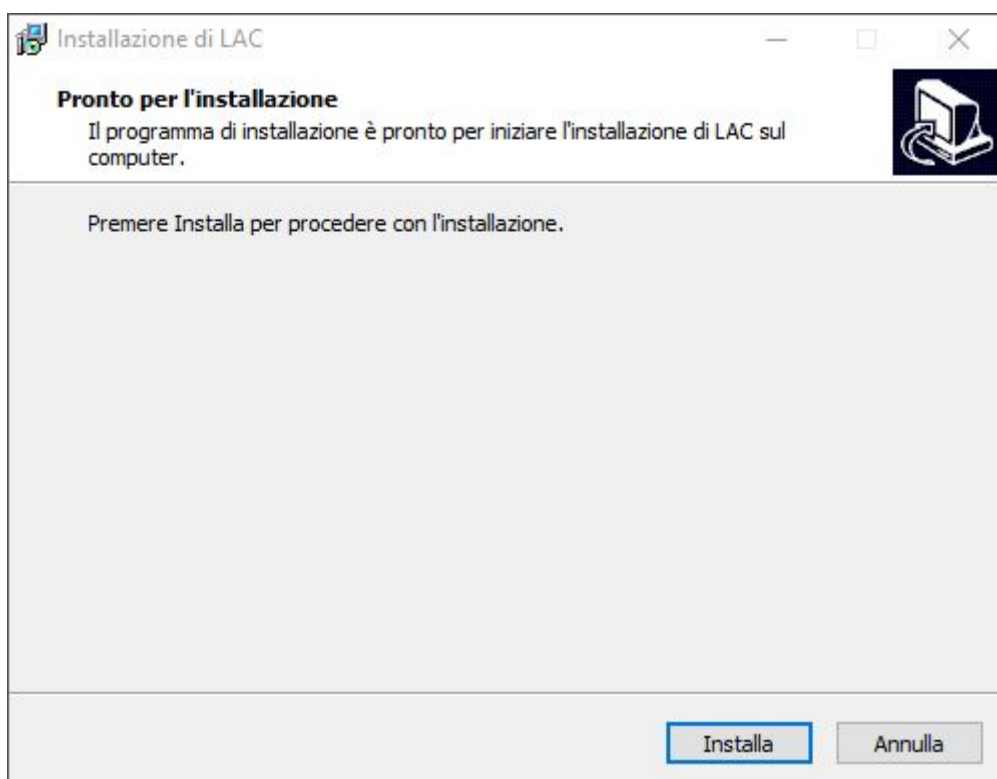 Installazione di LAC
Pronto per l'installazione
Il programma di installazione è pronto per iniziare l'installazione di LAC sul
computer.
Premere Installa per procedere con l'installazione.
Installa
Annulla